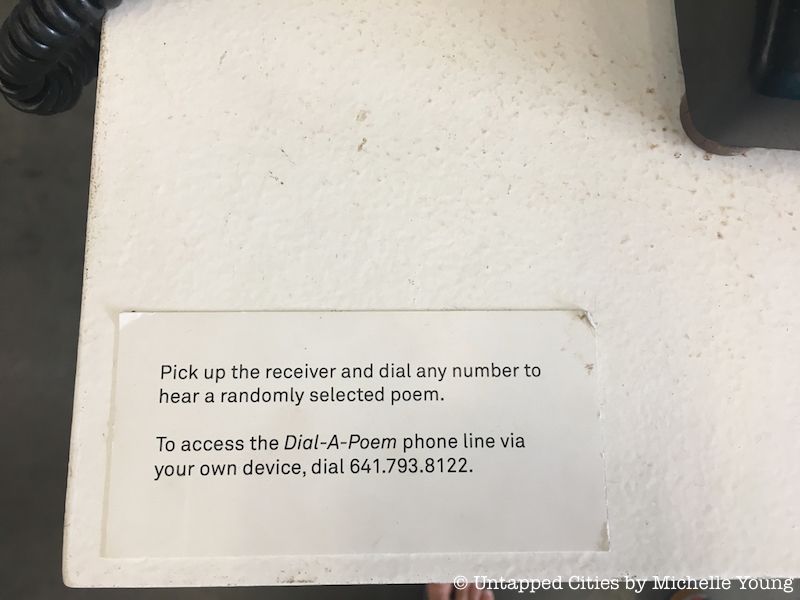 Pick up the receiver and dial any number to
hear a randomly selected poem.
To access the Dial-A-Poem phone line via
your own device, dial 641.793.8122.
© Untapped Cities by Michelle Young